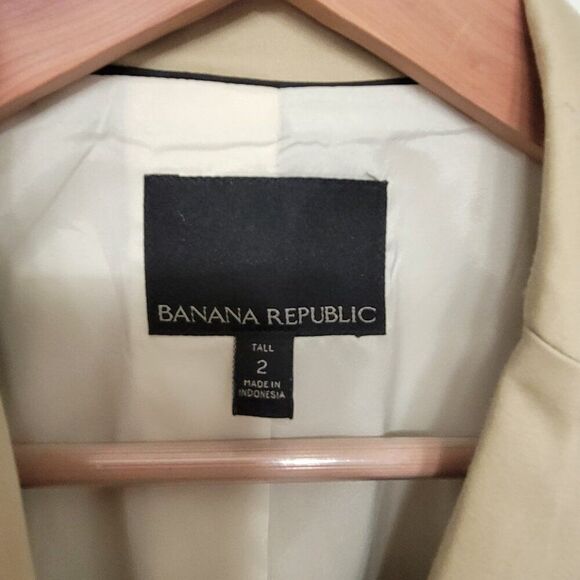 BANANA REPUBLIC
TALL
2
MADE IN
INDONESIA